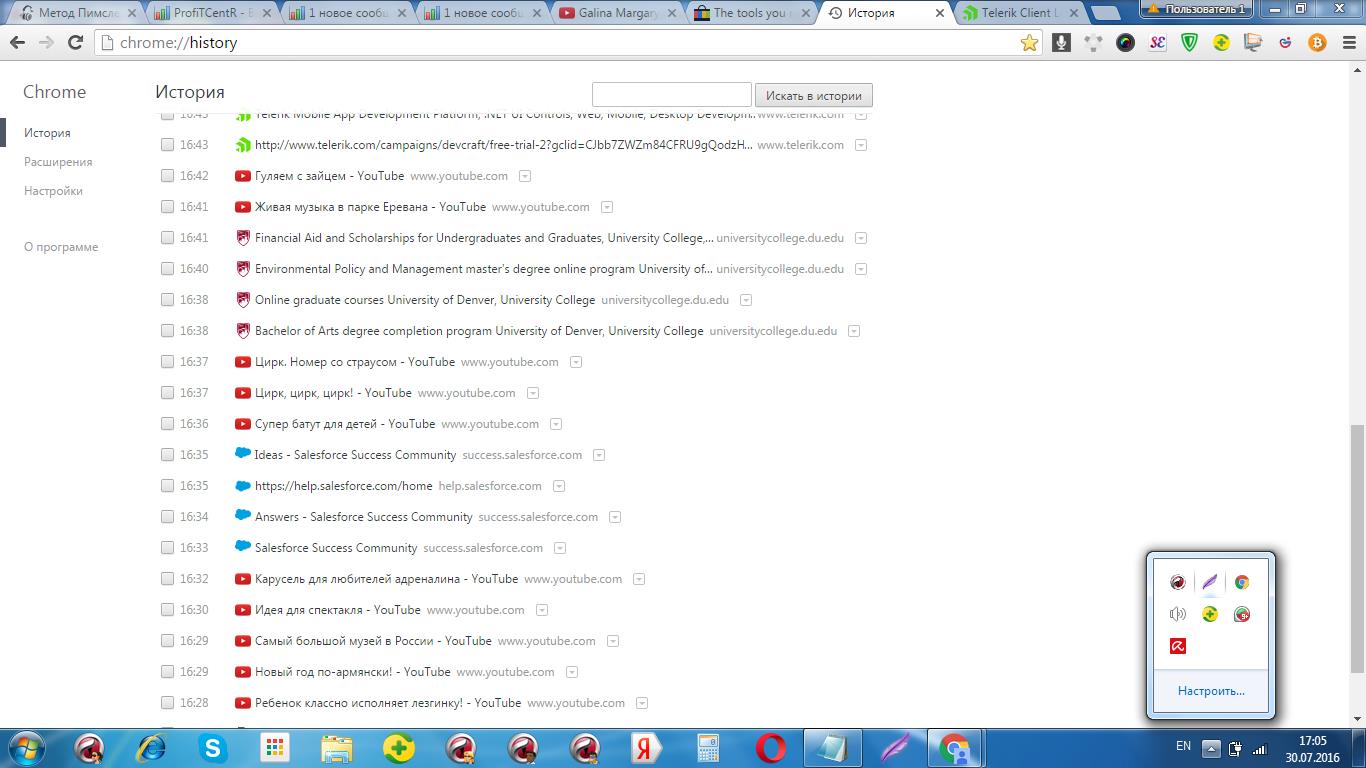 Метод Пимсле
ProfiTCentR - Б
1 новое сообщ
1 новое сообщ
Galina Margary
The tools you n
История
Telerik Client L
Пользователь 1
chrome://history
Chrome
История
Искать в истории
История
Расширения
Настройки
О программе
16:43 Telerik Mobile App Development Platform, .NET UI Controls, Web, Mobile, Desktop Developm... www.telerik.com
16:43 http://www.telerik.com/campaigns/devcraft/free-trial-2?gclid=CJbb7ZWZm84CFRU9gQodzH... www.telerik.com
16:42 Гуляем с зайцем - YouTube www.youtube.com
16:41 Живая музыка в парке Еревана - YouTube www.youtube.com
16:41 Financial Aid and Scholarships for Undergraduates and Graduates, University College,... universitycollege.du.edu
16:40 Environmental Policy and Management master's degree online program University of... universitycollege.du.edu
16:38 Online graduate courses University of Denver, University College universitycollege.du.edu
16:38 Bachelor of Arts degree completion program University of Denver, University College universitycollege.du.edu
16:37 Цирк. Номер со страусом - YouTube www.youtube.com
16:37 Цирк, цирк, цирк! - YouTube www.youtube.com
16:36 Супер батут для детей - YouTube www.youtube.com
16:35 Ideas - Salesforce Success Community success.salesforce.com
16:35 https://help.salesforce.com/home help.salesforce.com
16:34 Answers - Salesforce Success Community success.salesforce.com
16:33 Salesforce Success Community success.salesforce.com
16:32 Карусель для любителей адреналина - YouTube www.youtube.com
16:30 Идея для спектакля - YouTube www.youtube.com
16:29 Самый большой музей в России - YouTube www.youtube.com
16:29 Новый год по-армянски! - YouTube www.youtube.com
16:28 Ребенок классно исполняет лезгинку! - YouTube www.youtube.com
Настроить...
EN
17:05
30.07.2016